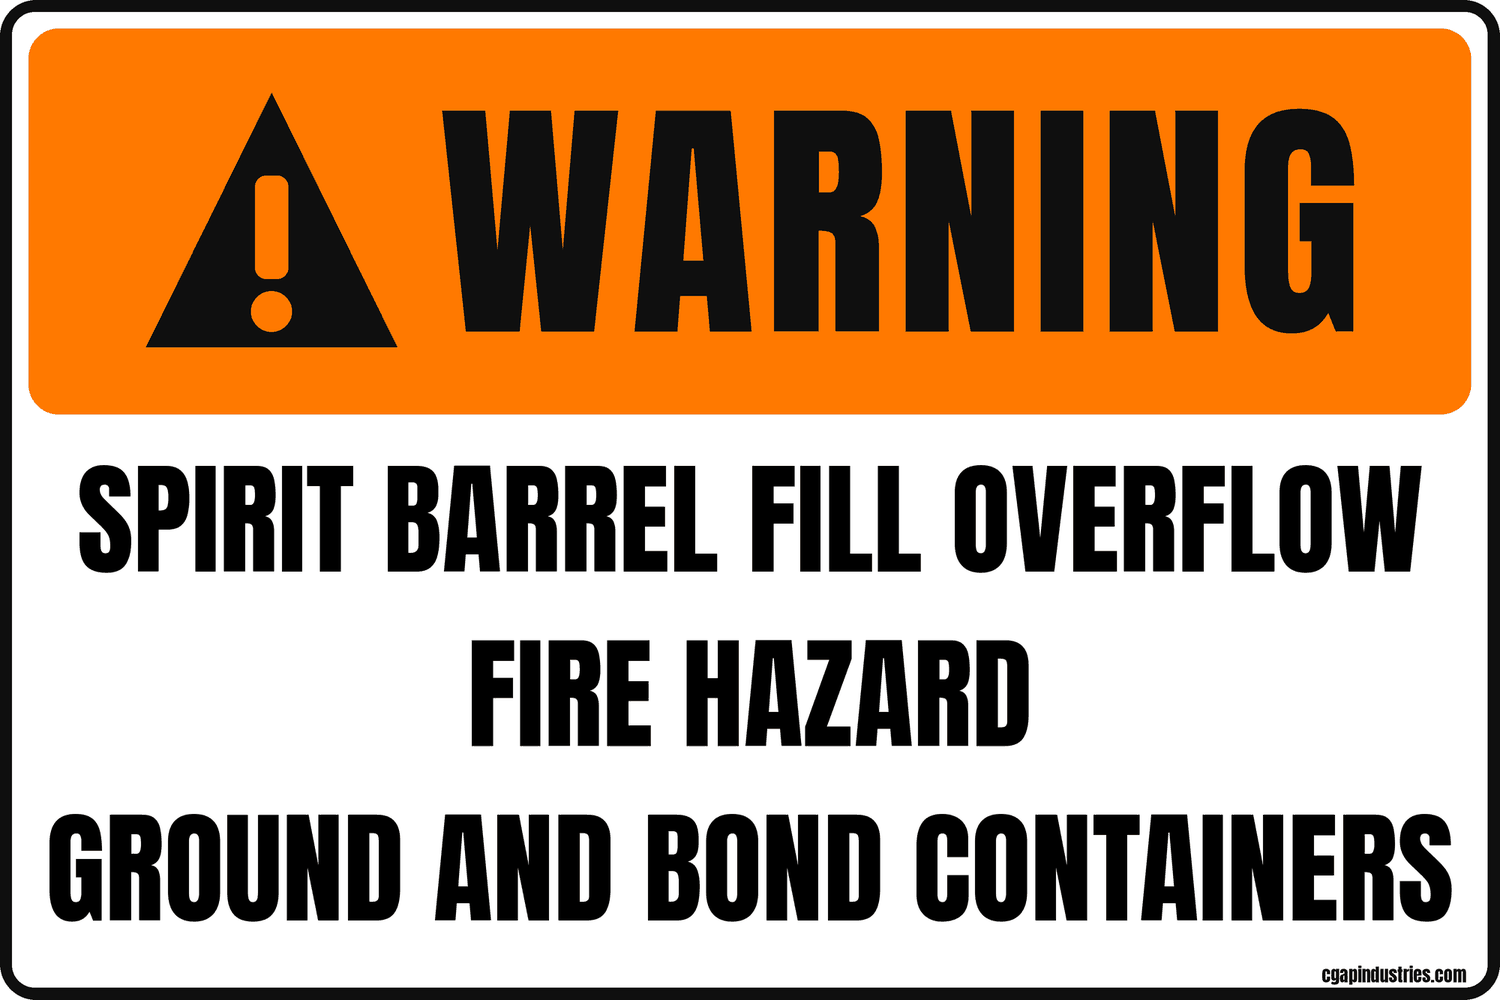 WARNING
SPIRIT BARREL FILL OVERFLOW
FIRE HAZARD
GROUND AND BOND CONTAINERS
cgapindustries.com